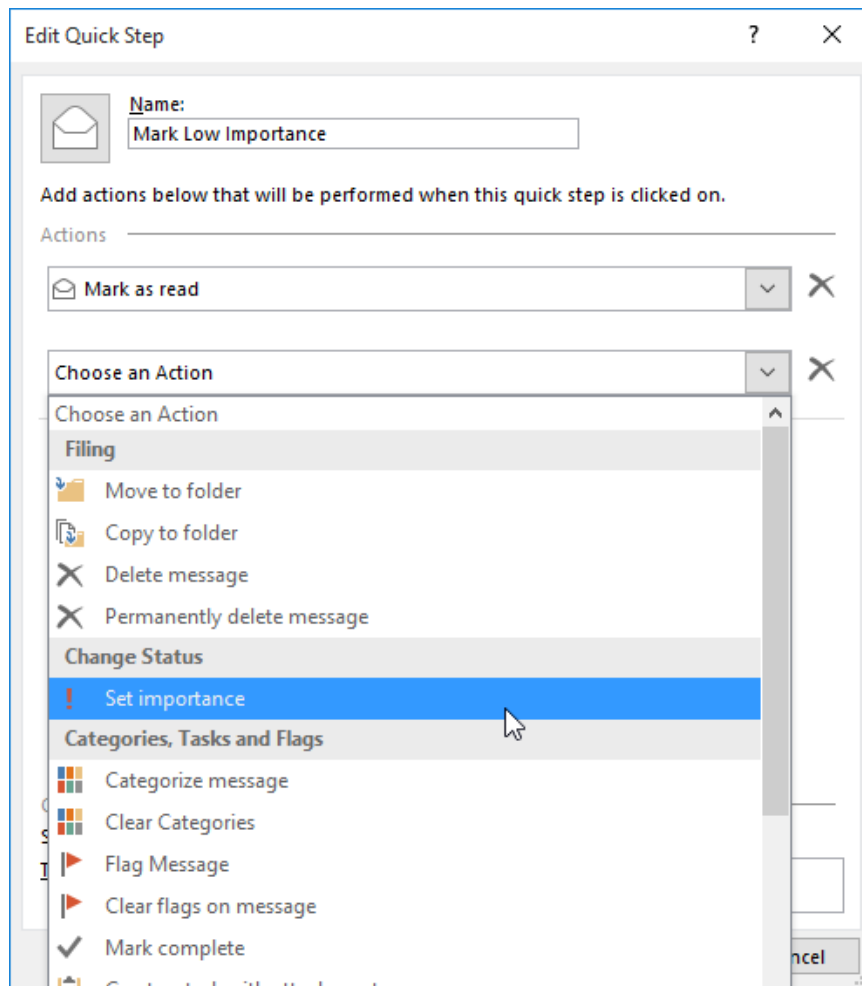 Edit Quick Step
?
Name:
Mark Low Importance
Add actions below that will be performed when this quick step is clicked on.
Actions
Mark as read
Choose an Action
Choose an Action
Filing
Move to folder
Copy to folder
Delete message
Permanently delete message
Change Status
! Set importance
Categories, Tasks and Flags
Categorize message
Clear Categories
Flag Message
Clear flags on message
Mark complete